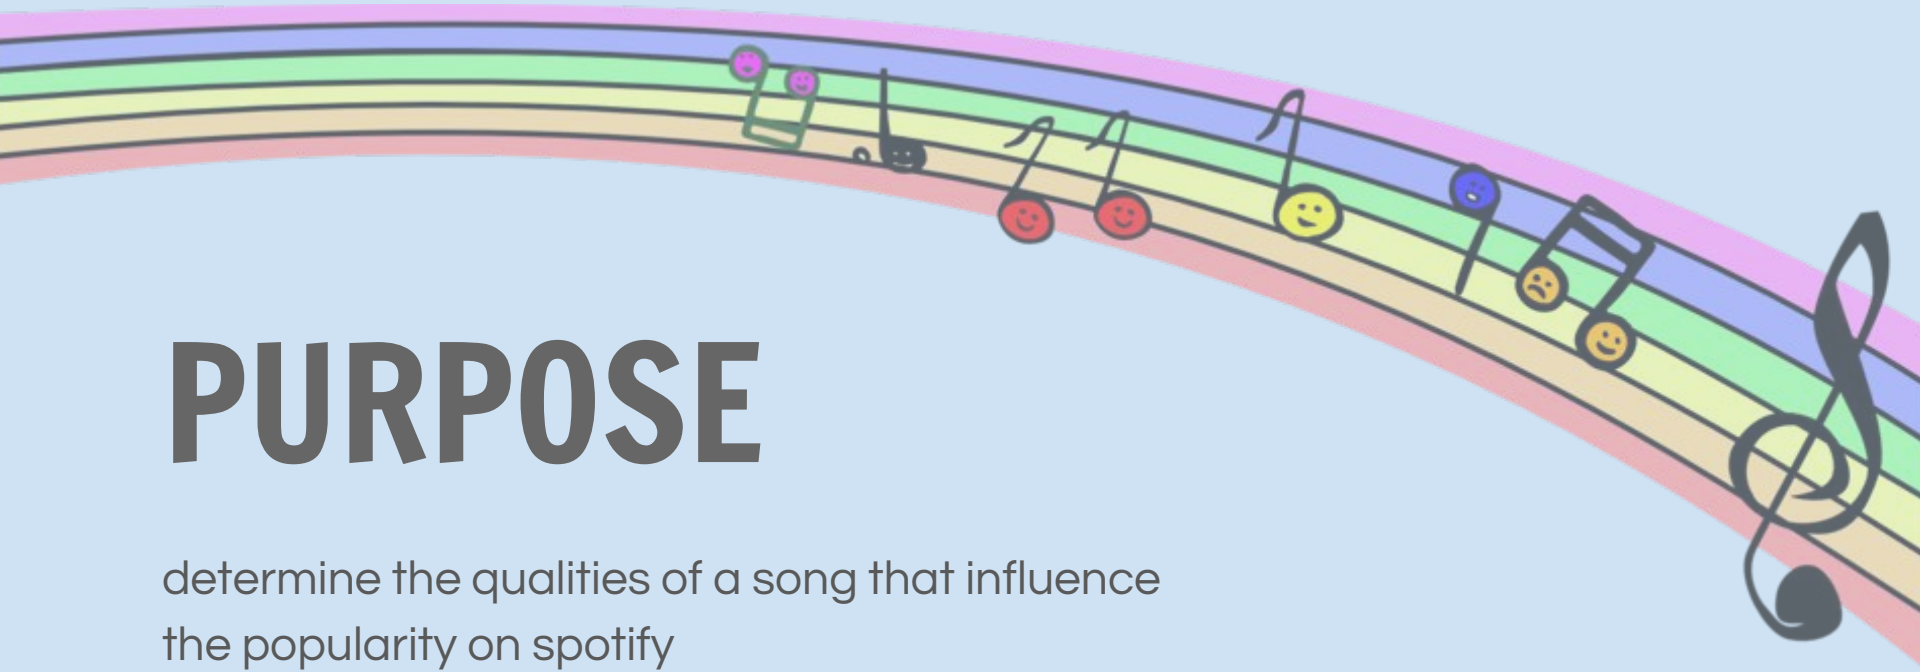 PURPOSE
determine the qualities of a song that influence
the popularity on spotify